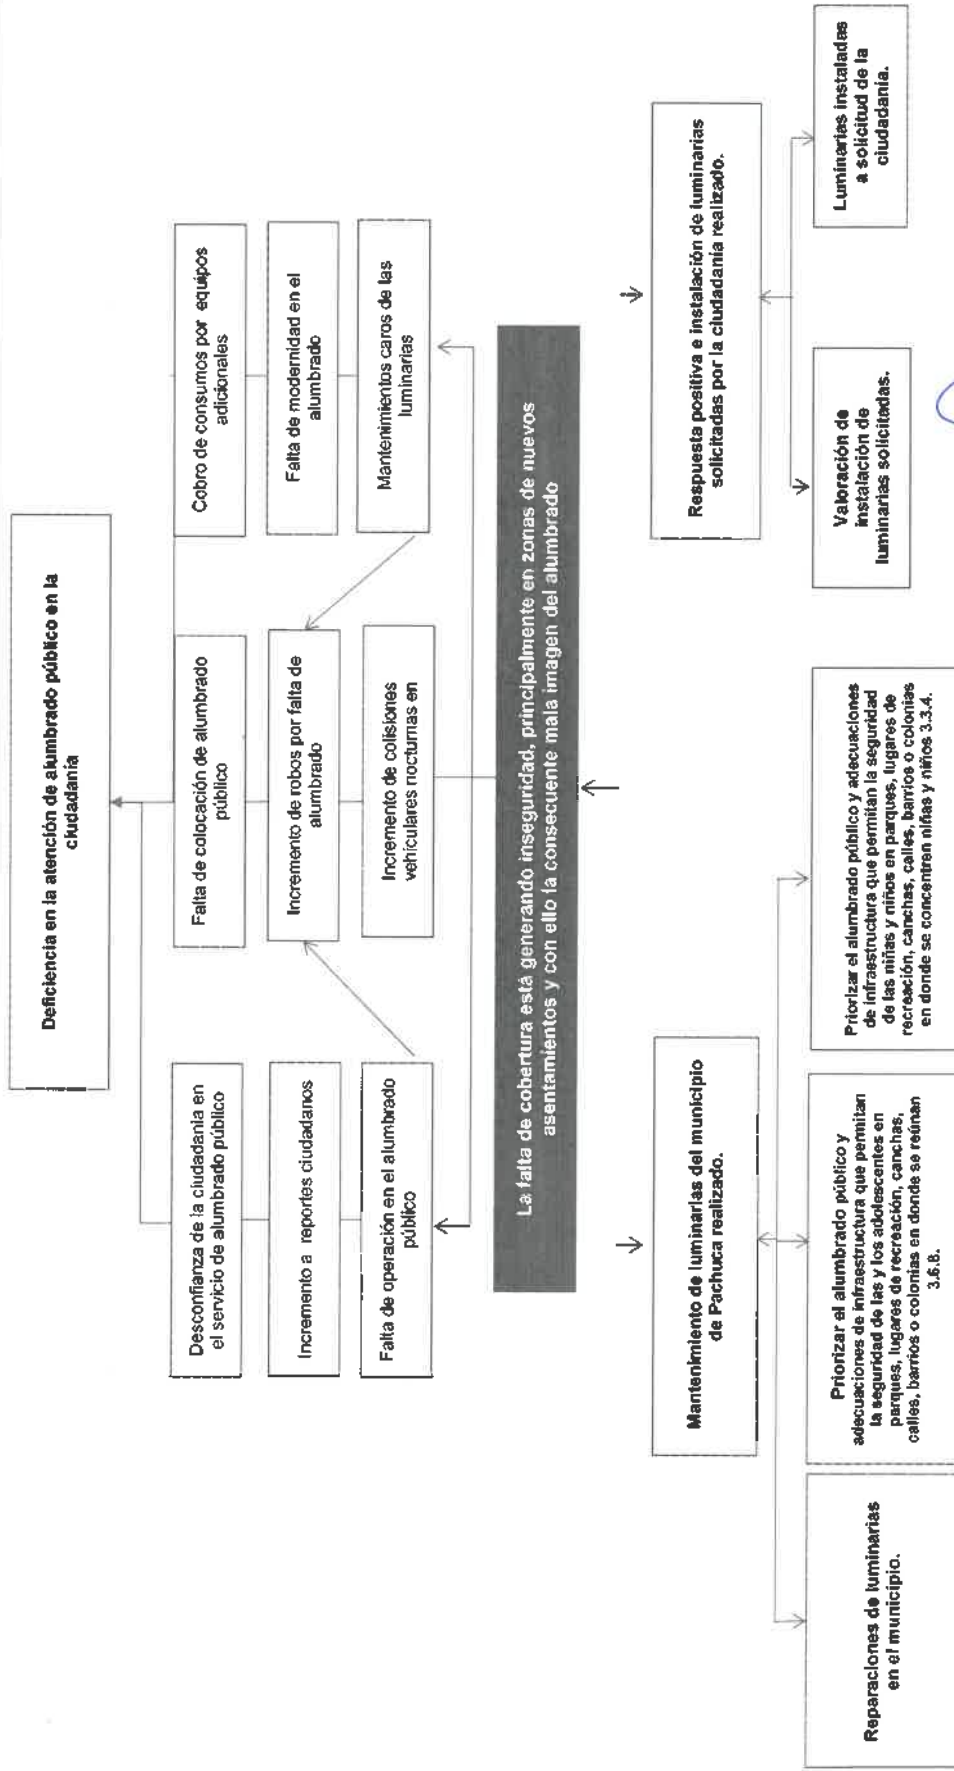 Deficiencia en la atención de alumbrado público en la
ciudadanía
Desconfianza de la ciudadanía en
el servicio de alumbrado público
Falta de colocación de alumbrado
público
Cobro de consumos por equipos
adicionales
Incremento a reportes ciudadanos
Incremento de robos por falta de
alumbrado
Falta de modernidad en el
alumbrado
Falta de operación en el alumbrado
público
Incremento de colisiones
vehiculares nocturnas en
Mantenimientos caros de las
luminarias
La falta de cobertura está generando inseguridad, principalmente en zonas de nuevos
asentamientos y con ello la consecuente mala imagen del alumbrado
Mantenimiento de luminarias del municipio
de Pachuca realizado.
Respuesta positiva e instalación de luminarias
solicitadas por la ciudadanía realizado.
Reparaciones de luminarias
en el municipio.
Priorizar el alumbrado público y
adecuaciones de infraestructura que permitan
la seguridad de las y los adolescentes en
parques, lugares de recreación, canchas,
calles, barrios o colonias en donde se reúnan
3.6.8.
Priorizar el alumbrado público y adecuaciones
de infraestructura que permitan la seguridad
de las niñas y niños en parques, lugares de
recreación, canchas, calles, barrios o colonias
en donde se concentren niñas y niños 3.3.4.
Valoración de
instalación de
luminarias solicitadas.
Luminarias instaladas
a solicitud de la
ciudadanía.